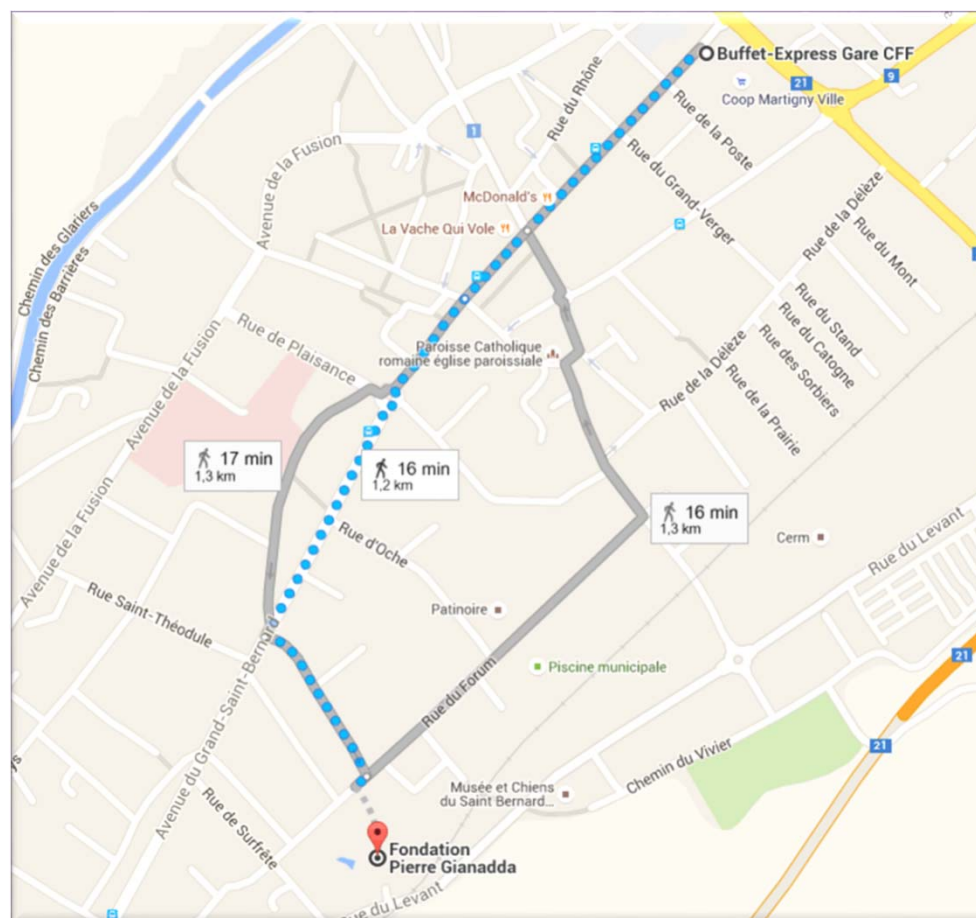 Buffet-Express Gare CFF
21
9
Coop Martigny Ville
Rue du Rhône
Rue de la Poste
1
Avenue de la Fusion
Rue du Grand-Verger
McDonald's
La Vache Qui Vole
Rue de la Délèze
Rue du Mont
Chemin des Glariers
Chemin des Barrières
Rue de Plaisance
Paroisse Catholique
romaine église paroissiale
Rue du Stand
Rue du Catogne
Rue des Sorbiers
Rue de la Prairie
Rue de la Délèze
Avenue de la Fusion
17 min
1,3 km
16 min
1,2 km
16 min
1,3 km
Avenue de la Fusion
Rue d'Oche
Cerm
Rue du Levant
Rue Saint-Théodule
Patinoire
Piscine municipale
21
Rue du Forum
Avenue du Grand-Saint-Bernard
21
Chemin du Vivier
Musée et Chiens
du Saint Bernard...
Rue de Surfrête
Fondation
Pierre Gianadda
Rue du Levant